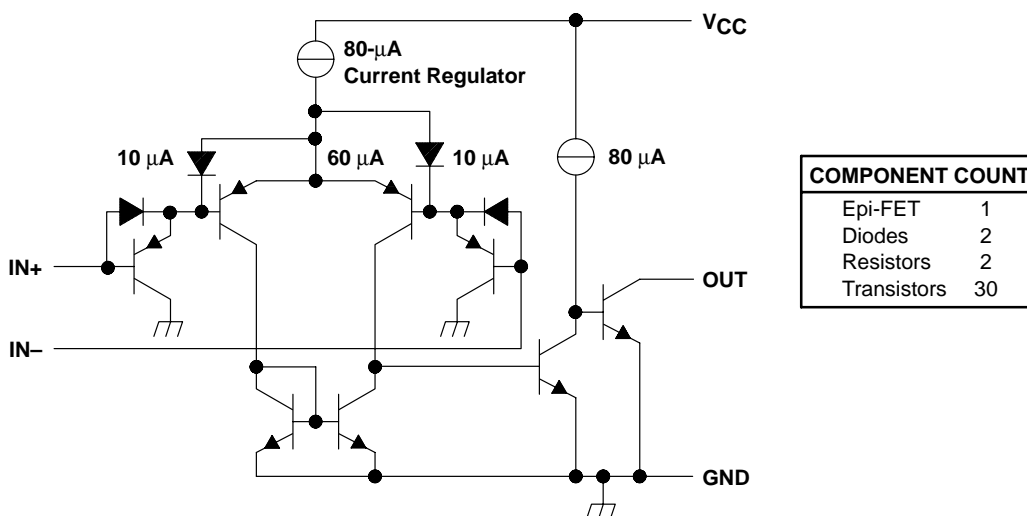 V_CC
80-µA
Current Regulator
10 µA
60 µA
10 µA
80 µA
IN+
OUT
IN–
GND
COMPONENT COUNT
Epi-FET 1
Diodes 2
Resistors 2
Transistors 30